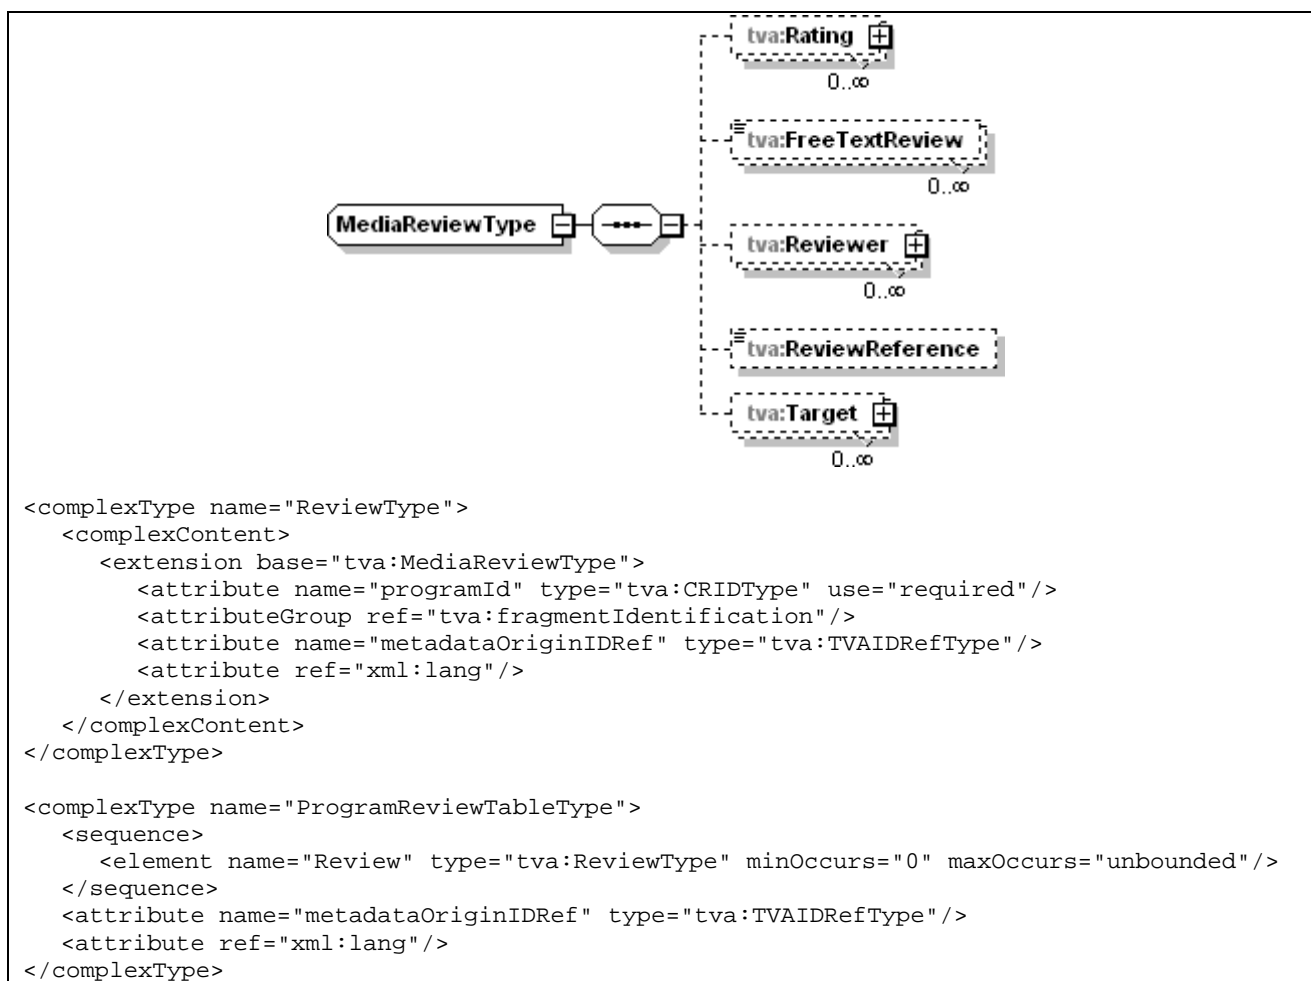 tva:Rating
0..∞
tva:FreeTextReview
0..∞
MediaReviewType
tva:Reviewer
0..∞
tva:ReviewReference
tva:Target
0..∞
<complexType name="ReviewType">
   <complexContent>
      <extension base="tva:MediaReviewType">
         <attribute name="programId" type="tva:CRIDType" use="required"/>
         <attributeGroup ref="tva:fragmentIdentification"/>
         <attribute name="metadataOriginIDRef" type="tva:TVAIDRefType"/>
         <attribute ref="xml:lang"/>
      </extension>
   </complexContent>
</complexType>
<complexType name="ProgramReviewTableType">
   <sequence>
      <element name="Review" type="tva:ReviewType" minOccurs="0" maxOccurs="unbounded"/>
   </sequence>
   <attribute name="metadataOriginIDRef" type="tva:TVAIDRefType"/>
   <attribute ref="xml:lang"/>
</complexType>